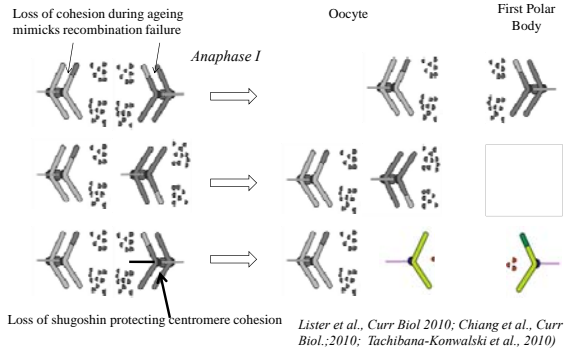 Loss of cohesion during ageing
mimicks recombination failure
Anaphase I
Oocyte
First Polar
Body
Loss of shugoshin protecting centromere cohesion
Lister et al., Curr Biol 2010; Chiang et al., Curr
Biol.;2010; Tachibana-Konwalski et al., 2010)